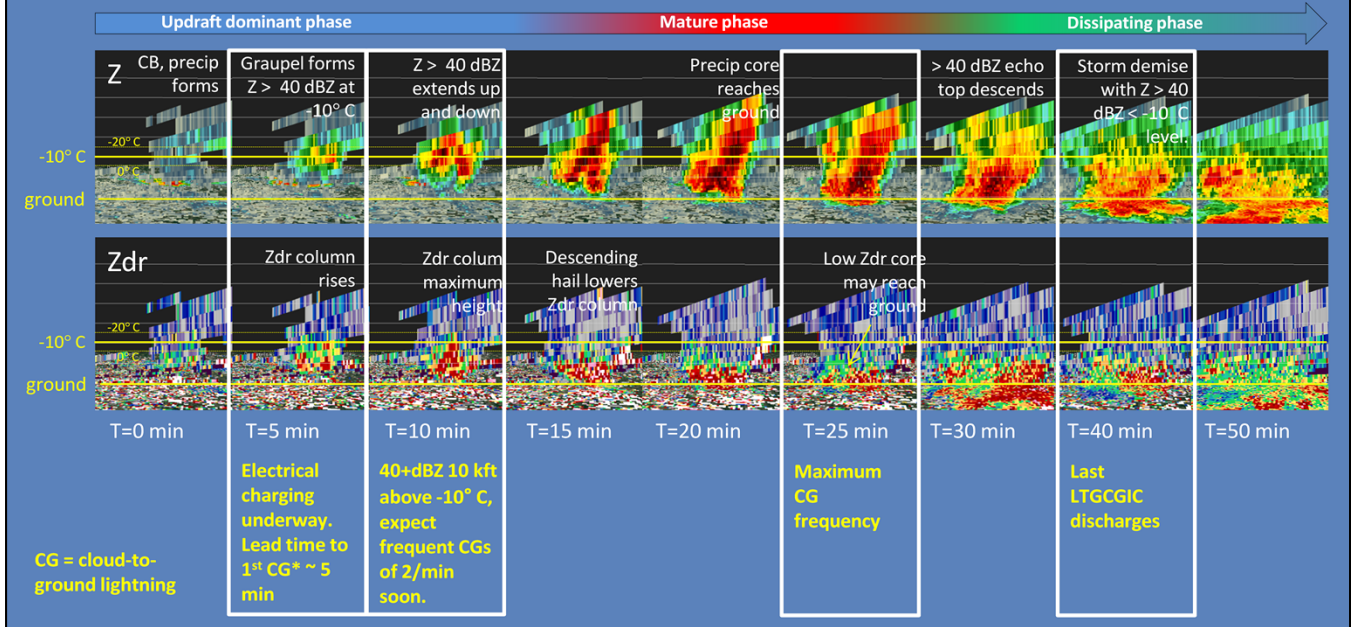 Updraft dominant phase
Mature phase
Dissipating phase
Z
CB, precip
forms
Graupel forms
Z > 40 dBZ at
-10° C
Z > 40 dBZ
extends up
and down
Precip core
reaches
ground
> 40 dBZ echo
top descends
Storm demise
with Z > 40
dBZ < -10 °C
level.
-20° C
-10° C
0° C
ground
Zdr
Zdr column
rises
Zdr colum
maximum
height
Descending
hail lowers
Zdr column
Low Zdr core
may reach
ground
-20° C
-10° C
0° C
ground
T=0 min
T=5 min
T=10 min
T=15 min
T=20 min
T=25 min
T=30 min
T=40 min
T=50 min
Electrical
charging
underway.
Lead time to
1st CG* ~ 5
min
40+dBZ 10 kft
above -10° C,
expect
frequent CGs
of 2/min
soon.
Maximum
CG
frequency
Last
LTGCGIC
discharges
CG = cloud-to-
ground lightning